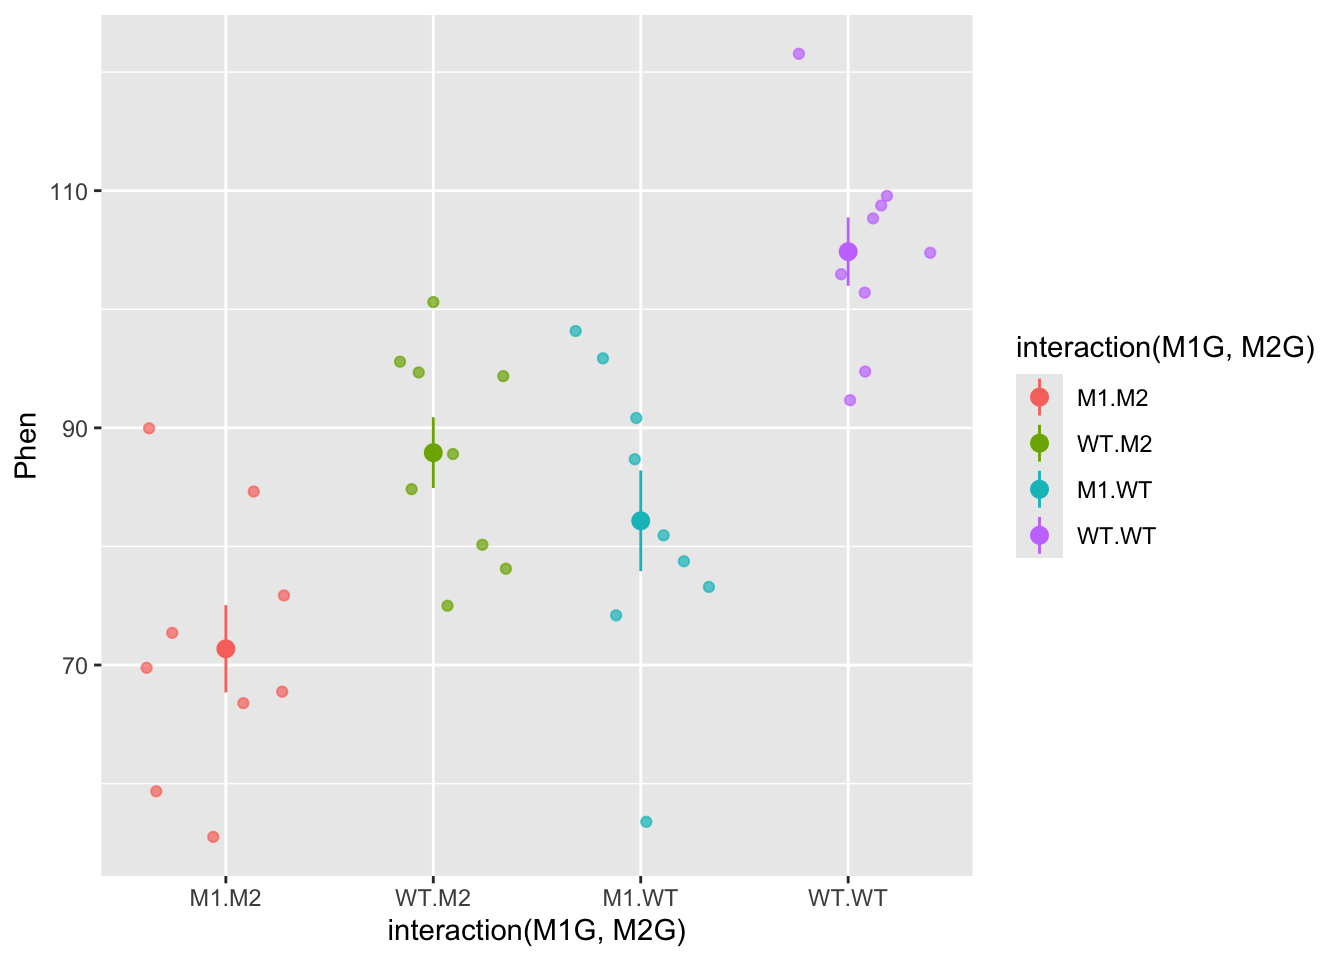 Phen
110
90
70
M1.M2
WT.M2
M1.WT
WT.WT
interaction(M1G, M2G)
interaction(M1G, M2G)
M1.M2
WT.M2
M1.WT
WT.WT